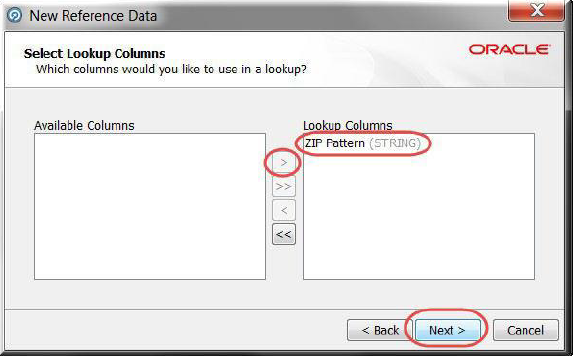 New Reference Data
X
Select Lookup Columns
Which columns would you like to use in a lookup?
ORACLE
Available Columns
Lookup Columns
ZIP Pattern (STRING)
>
>>
<
<<
< Back
Next >
Cancel